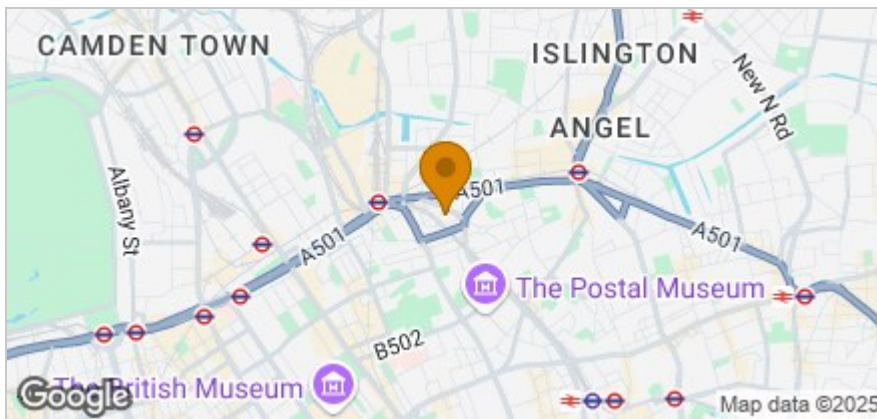 CAMDEN TOWN
ISLINGTON
New N Rd
ANGEL
Albany St
A501
A501
A501
The Postal Museum
B502
The British Museum
Google
Map data ©2025